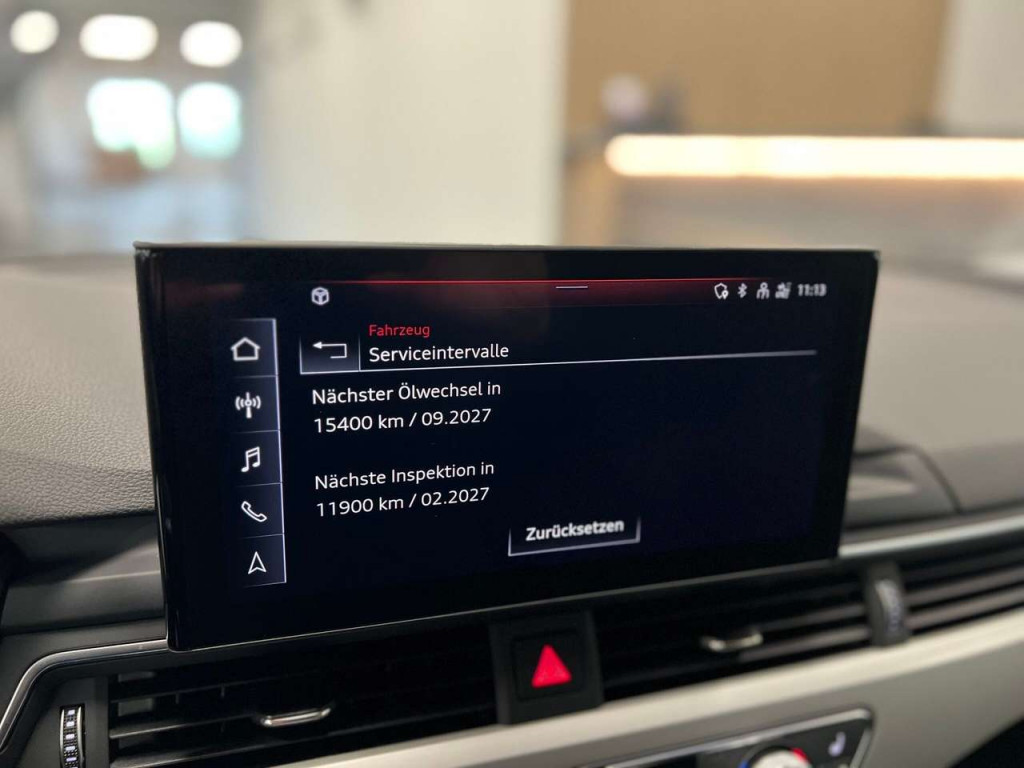 11:13
Fahrzeug
Serviceintervalle
Nächster Ölwechsel in
15400 km / 09.2027
Nächste Inspektion in
11900 km / 02.2027
Zurücksetzen